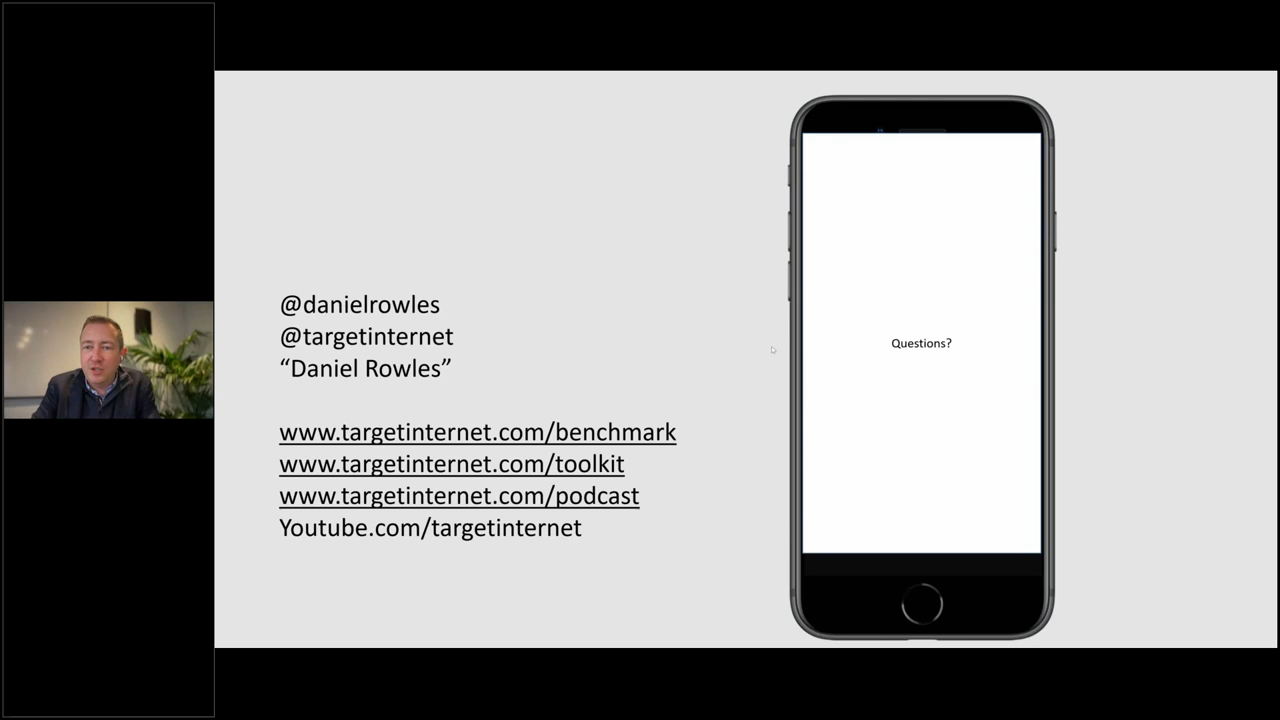 @danielrowles
@targetinternet
“Daniel Rowles”
www.targetinternet.com/benchmark
www.targetinternet.com/toolkit
www.targetinternet.com/podcast
Youtube.com/targetinternet
Questions?